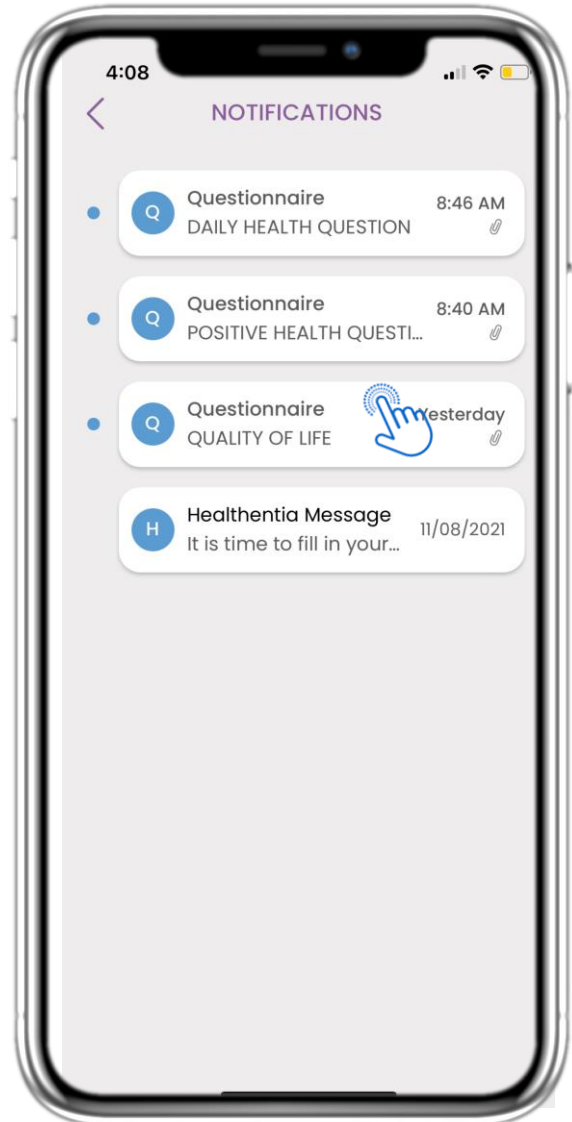 4:08
NOTIFICATIONS
Q
Questionnaire
8:46 AM
DAILY HEALTH QUESTION
Q
Questionnaire
8:40 AM
POSITIVE HEALTH QUESTI...
Q
Questionnaire
Yesterday
QUALITY OF LIFE
H
Healthentia Message
11/08/2021
It is time to fill in your...